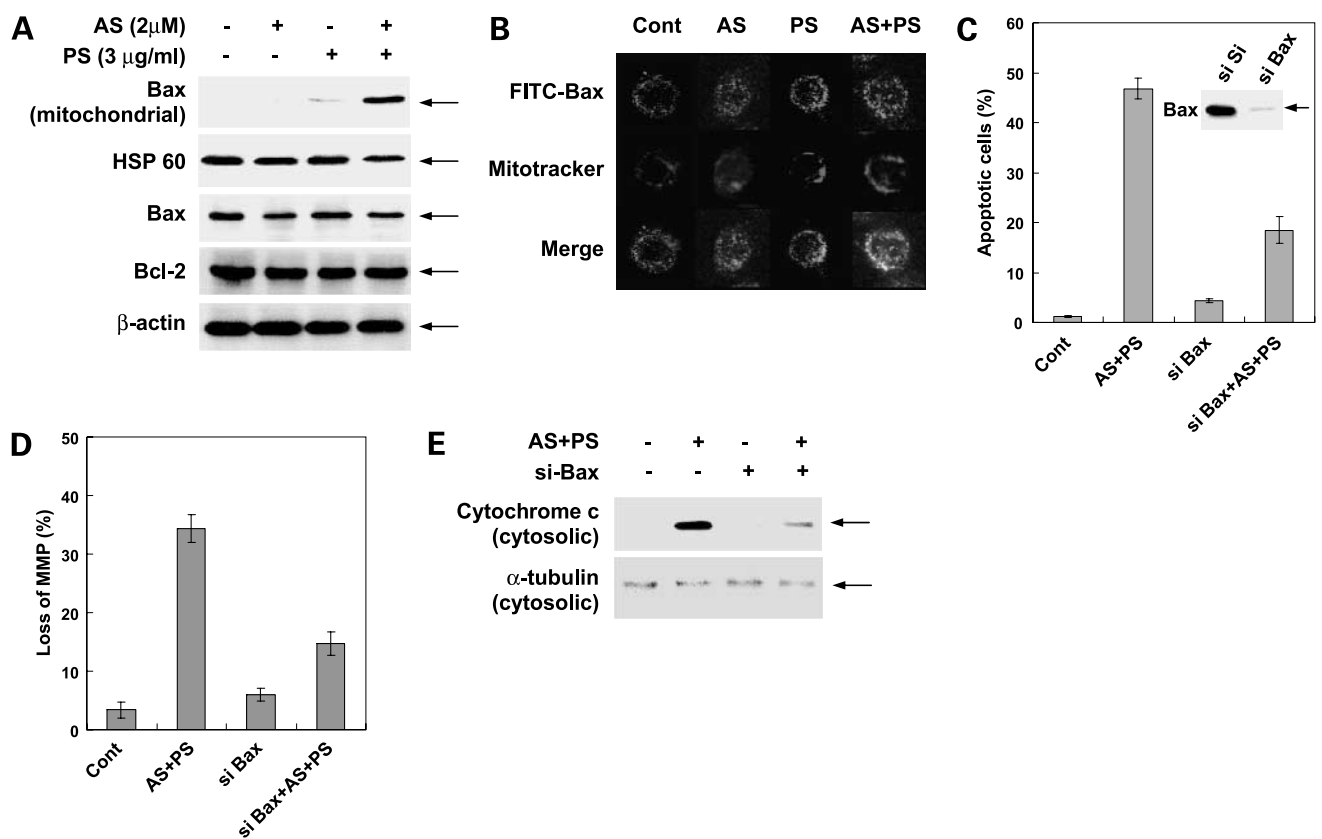 A
AS (2μM) - + - +
PS (3 μg/ml) - - + +
Bax
(mitochondrial)
HSP 60
Bax
Bcl-2
β-actin
B
Cont AS PS AS+PS
FITC-Bax
Mitotracker
Merge
C
Apoptotic cells (%)
60
50
40
30
20
10
0
si Si
si Bax
Bax
Cont
AS+PS
si Bax
si Bax+AS+PS
D
Loss of MMP (%)
50
40
30
20
10
0
Cont
AS+PS
si Bax
si Bax+AS+PS
E
AS+PS - + - +
si-Bax - - + +
Cytochrome c
(cytosolic)
α-tubulin
(cytosolic)